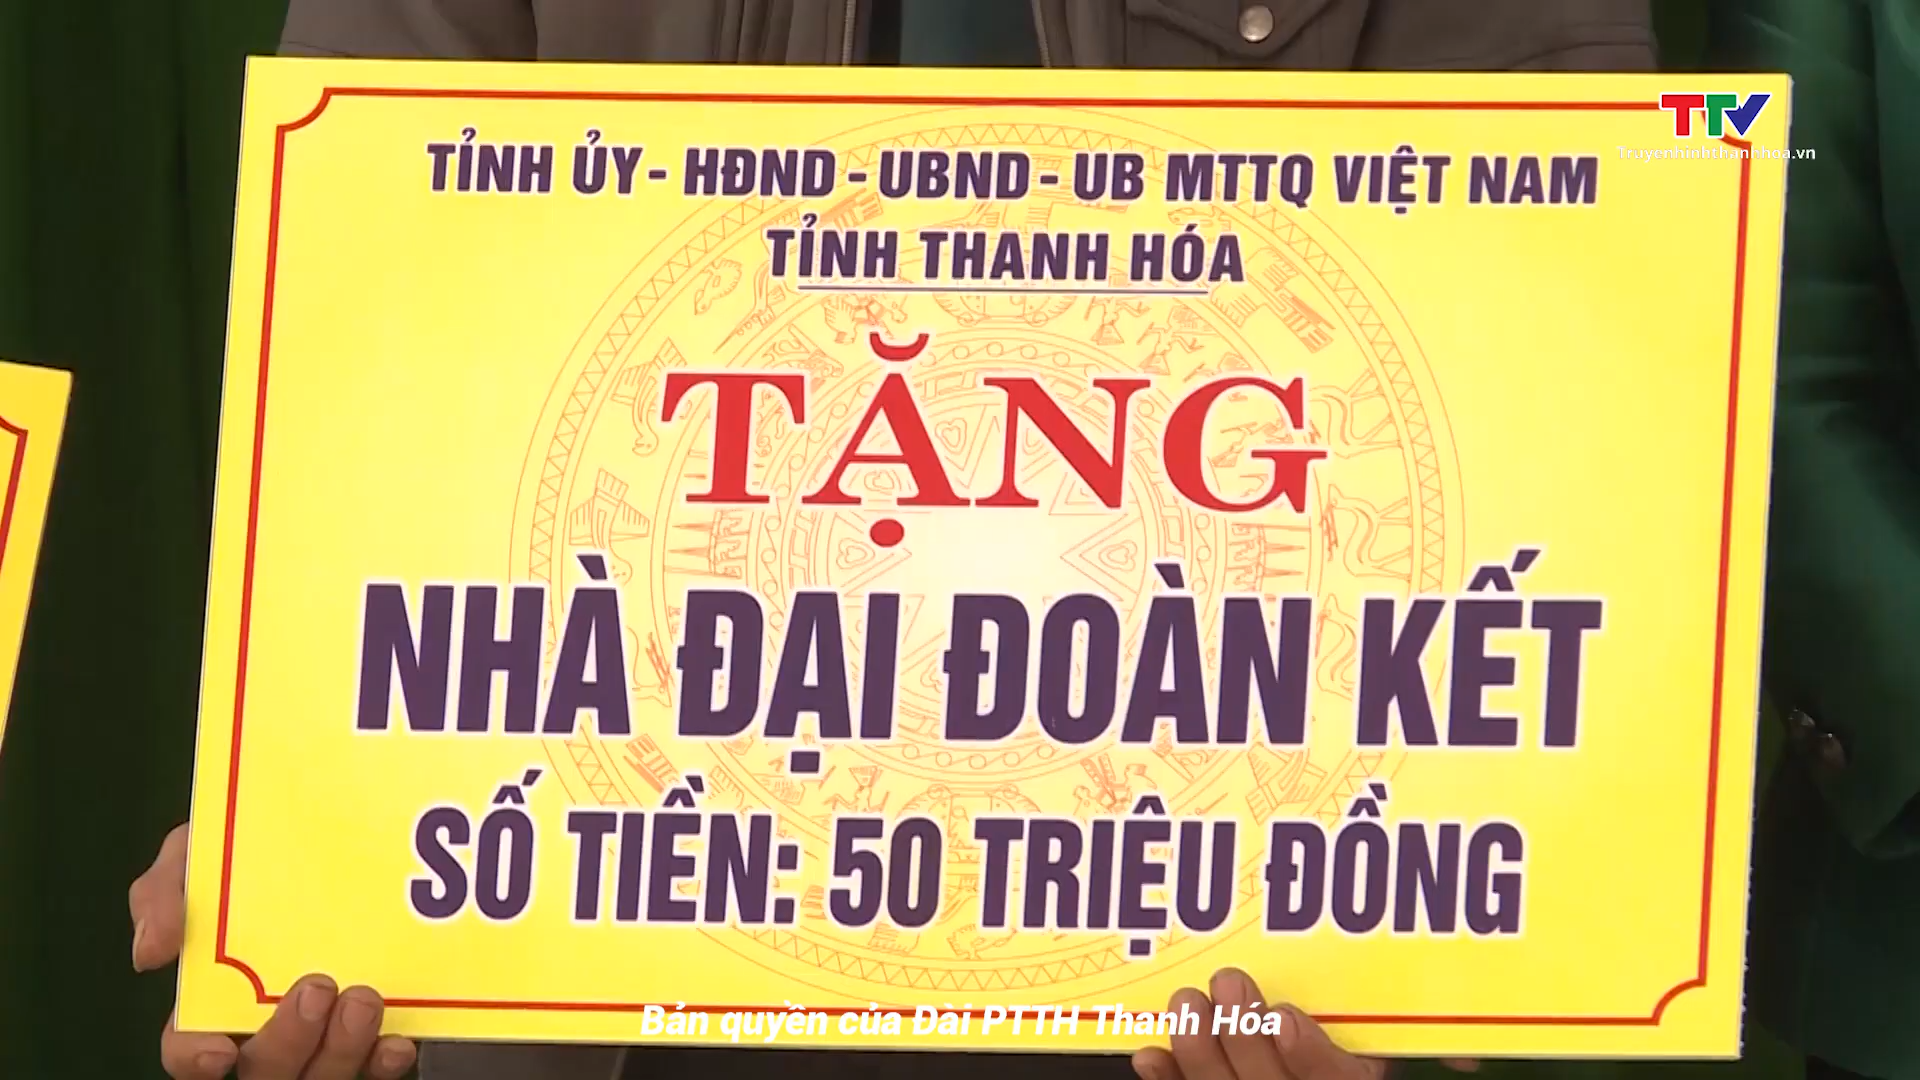 TTV
Truyenhinhthanhhoa.vn
TỈNH ỦY- HĐND - UBND - UB MTTQ VIỆT NAM
TỈNH THANH HÓA
TẶNG
NHÀ ĐẠI ĐOÀN KẾT
SỐ TIỀN: 50 TRIỆU ĐỒNG
Bản quyền của Đài PTTH Thanh Hóa